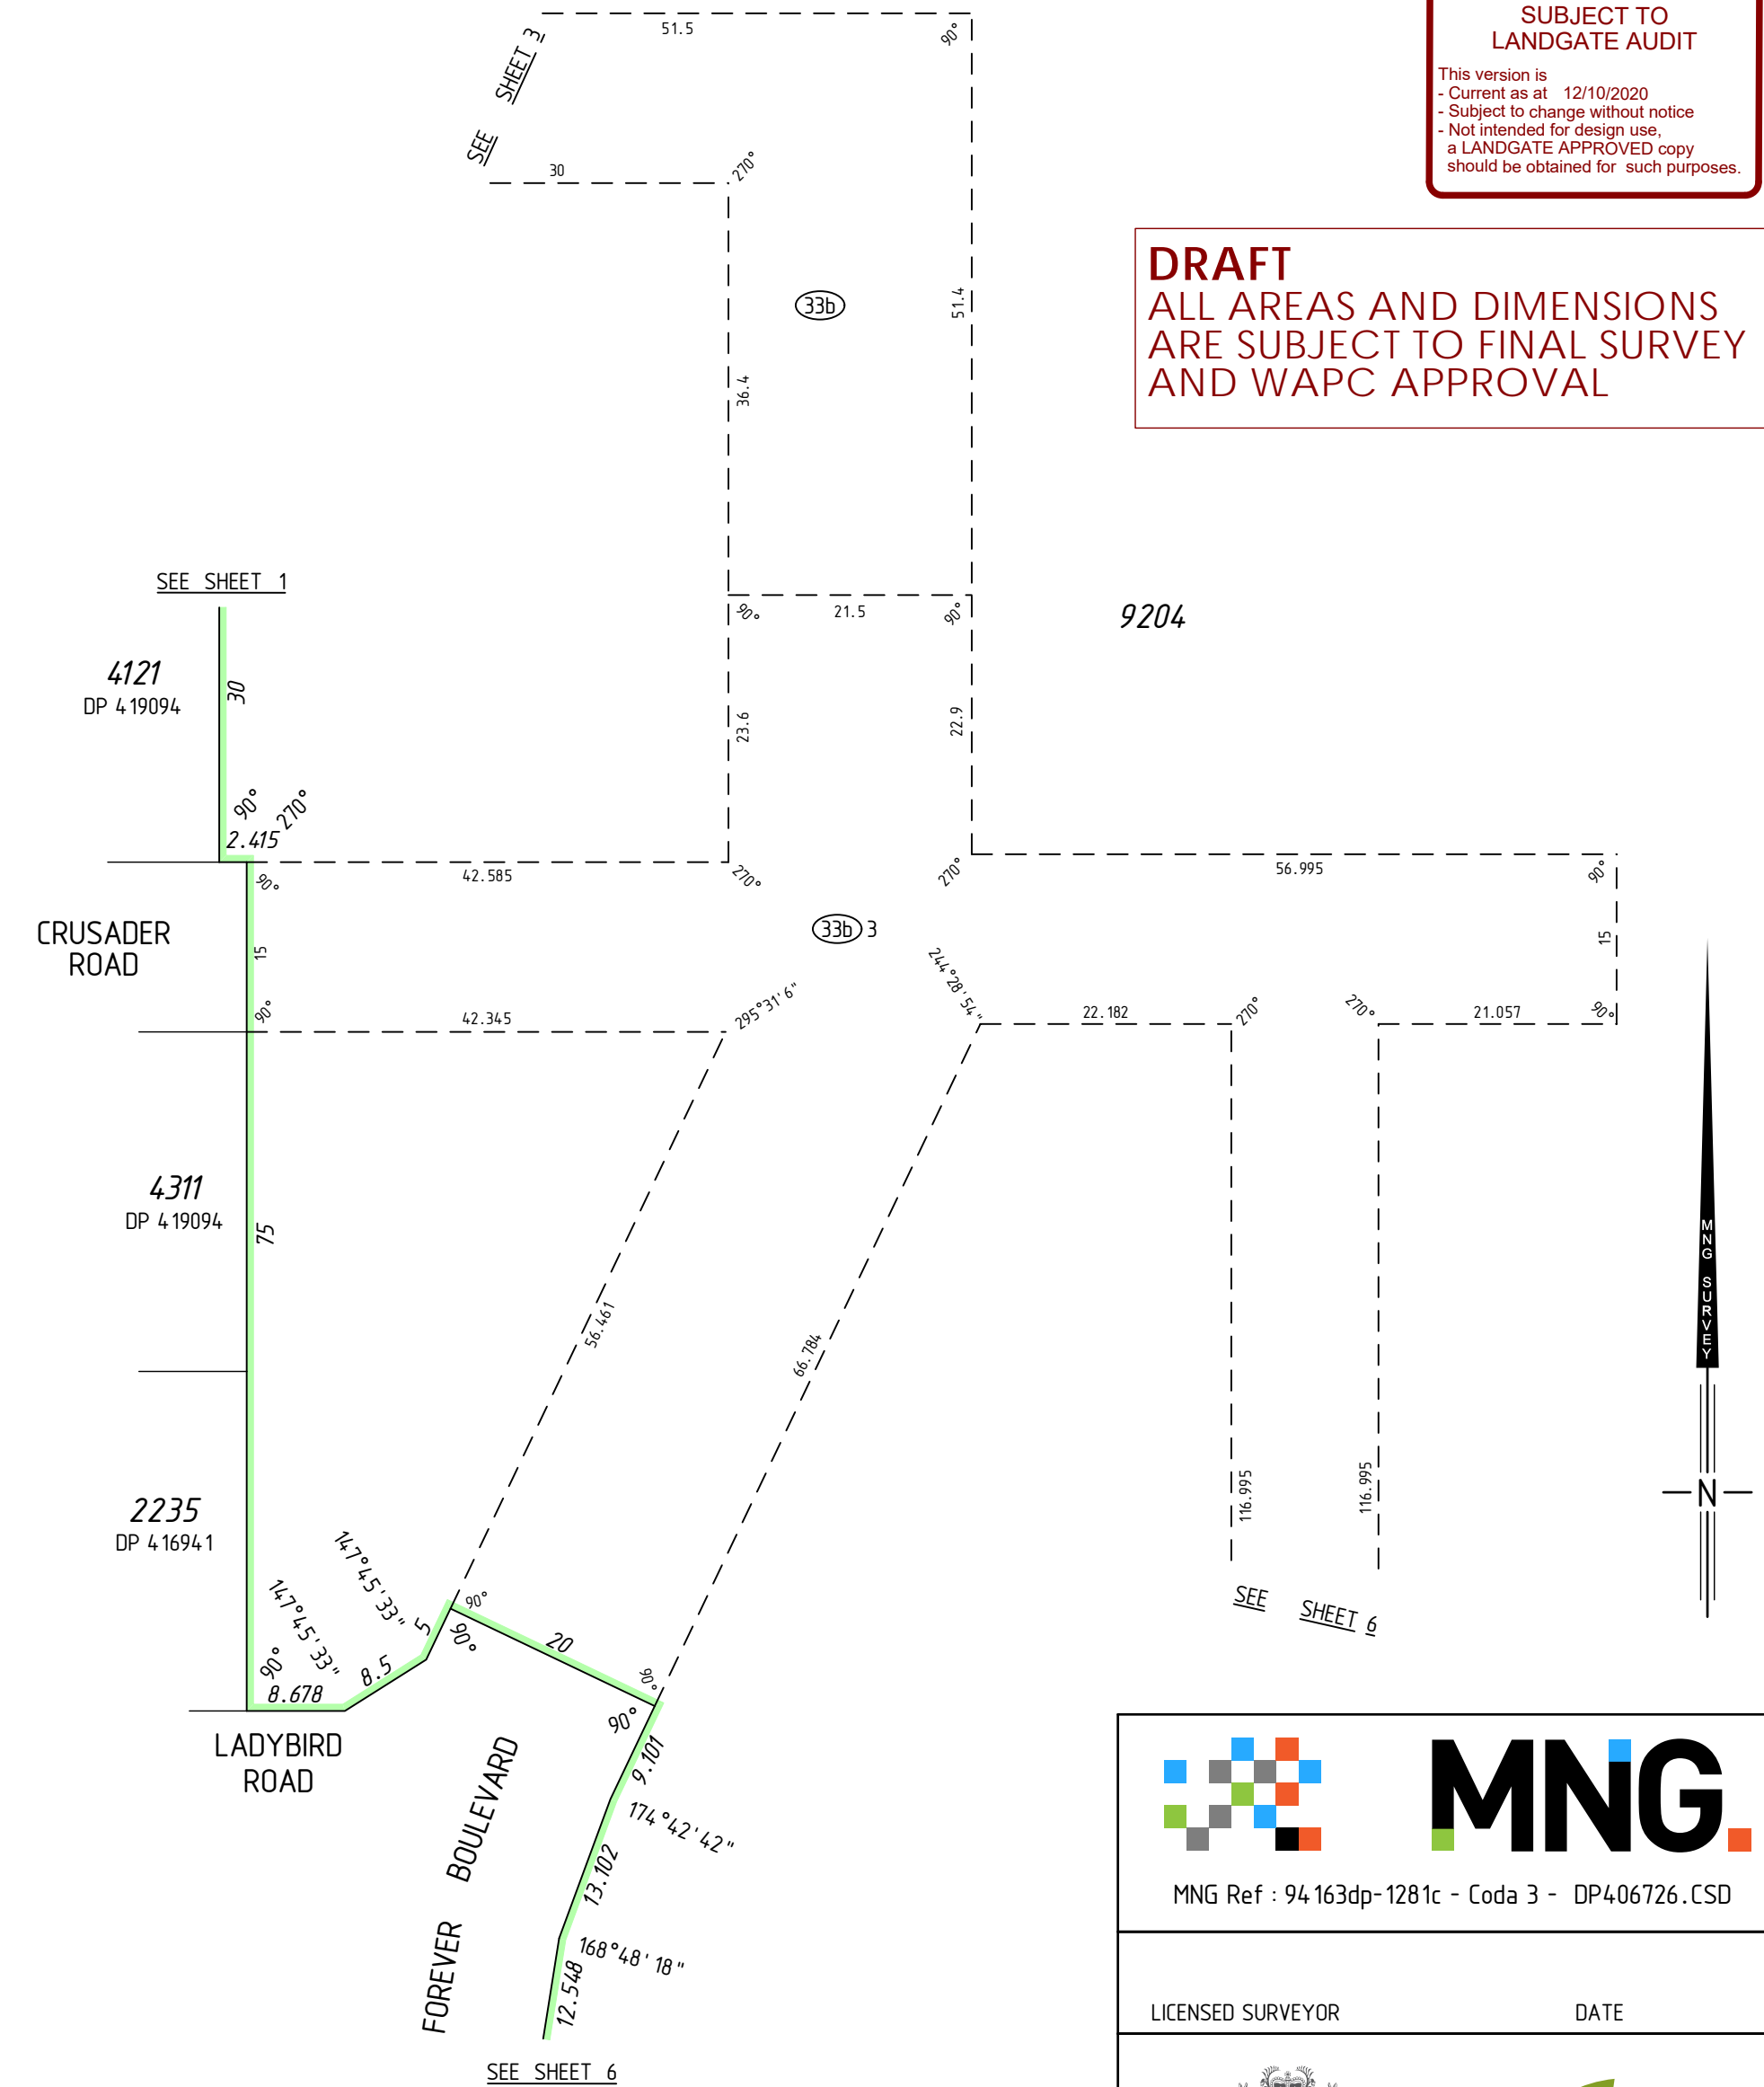 SUBJECT TO
LANDGATE AUDIT
This version is
- Current as at 12/10/2020
- Subject to change without notice
- Not intended for design use,
a LANDGATE APPROVED copy
should be obtained for such purposes.
DRAFT
ALL AREAS AND DIMENSIONS
ARE SUBJECT TO FINAL SURVEY
AND WAPC APPROVAL
51.5
90°
SEE SHEET 3
30
270°
33b
51.4
36.4
SEE SHEET 1
90°
21.5
90°
9204
4121
DP 419094
30
23.6
22.9
90°
270°
2.415
90°
42.585
270°
270°
56.995
90°
CRUSADER
ROAD
15
33b 3
15
90°
42.345
295°31'6"
244°28'54"
22.182
270°
270°
21.057
90°
4311
DP 419094
75
56.461
66.784
MNG SURVEY
116.995
116.995
N
2235
DP 416941
147°45'33"
147°45'33"
90°
8.678
8.5
5
90°
90°
20
90°
90°
SEE SHEET 6
LADYBIRD
ROAD
FOREVER BOULEVARD
9.101
174°42'42"
13.102
168°48'18"
12.548
SEE SHEET 6
MNG.
MNG Ref : 94163dp-1281c - Coda 3 - DP406726.CSD
LICENSED SURVEYOR DATE